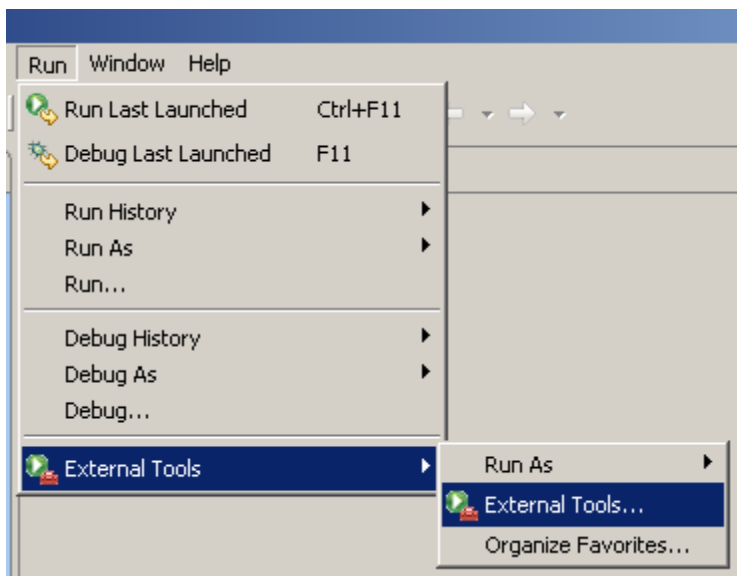 Run Window Help
Run Last Launched Ctrl+F11
Debug Last Launched F11
Run History
Run As
Run...
Debug History
Debug As
Debug...
External Tools
Run As
External Tools...
Organize Favorites...